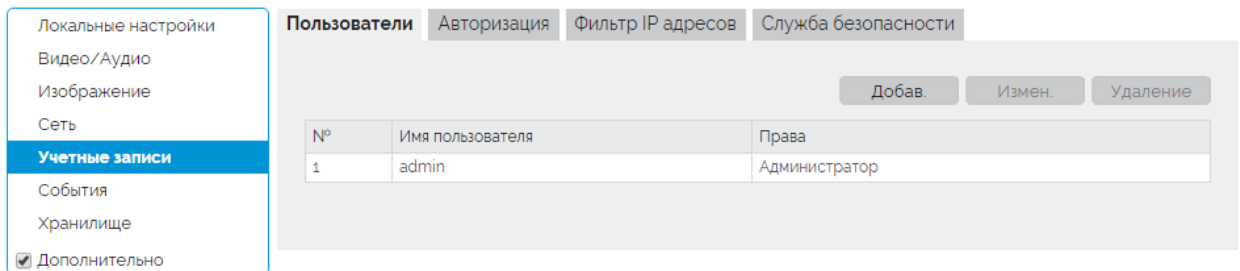 Локальные настройки
Видео/Аудио
Изображение
Сеть
Учетные записи
События
Хранилище
Дополнительно
Пользователи Авторизация Фильтр IP адресов Служба безопасности
Добав. Измен. Удаление
№ Имя пользователя Права
1 admin Администратор